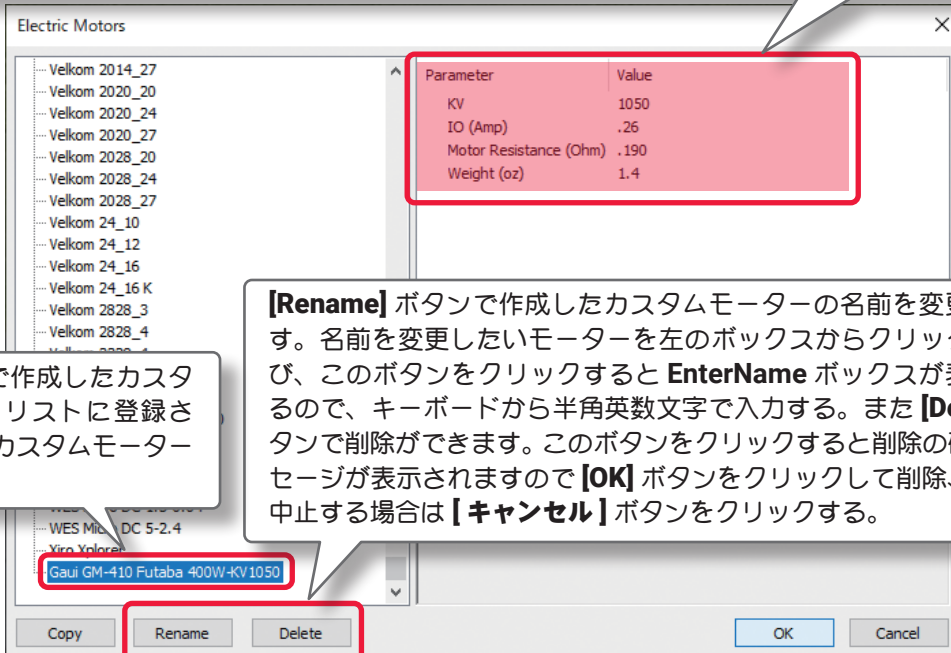 Electric Motors
Velkom 2014_27
Velkom 2020_20
Velkom 2020_24
Velkom 2020_27
Velkom 2028_20
Velkom 2028_24
Velkom 2028_27
Velkom 24_10
Velkom 24_12
Velkom 24_16
Velkom 24_16 K
Velkom 2828_3
Velkom 2828_4
Parameter Value
KV 1050
IO (Amp) .26
Motor Resistance (Ohm) .190
Weight (oz) 1.4
[Rename] ボタンで作成したカスタムモーターの名前を変
す。名前を変更したいモーターを左のボックスからクリッ
び、このボタンをクリックすると EnterName ボックスが
るので、キーボードから半角英数文字で入力する。また [De
タンで削除ができます。このボタンをクリックすると削除の
セージが表示されますので [OK] ボタンをクリックして削除、
中止する場合は [ キャンセル ] ボタンをクリックする。
で作成したカスタ
リストに登録さ
カスタムモーター
WES DC 5-2.4
Yiro Xplorer
Gaui GM-410 Futaba 400W-KV1050
Copy Rename Delete OK Cancel